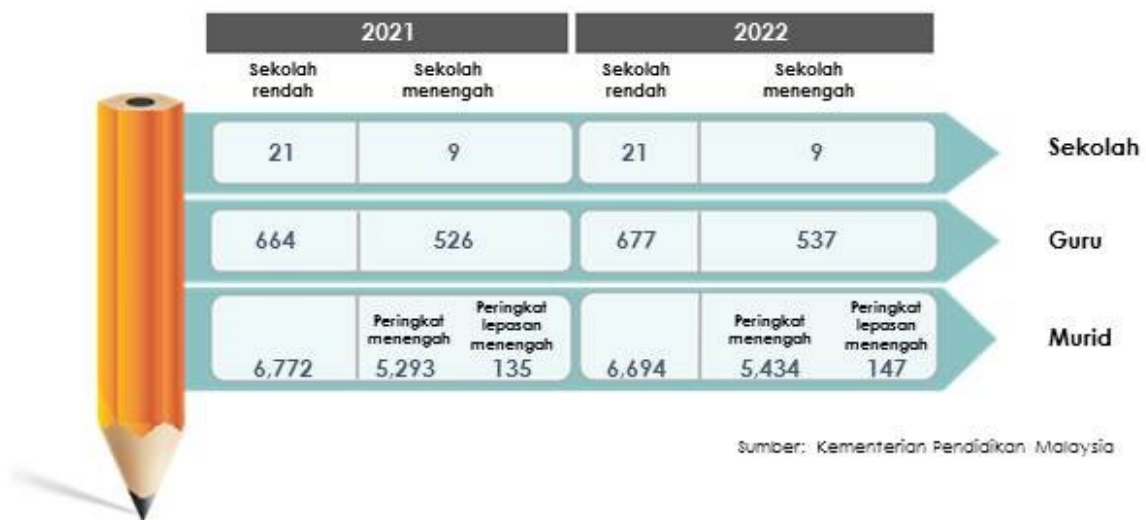 2021 2022
Sekolah rendah Sekolah menengah Sekolah rendah Sekolah menengah
21 9 21 9 Sekolah
664 526 677 537 Guru
Peringkat menengah Peringkat lepasan menengah Peringkat menengah Peringkat lepasan menengah Murid
6,772 5,293 135 6,694 5,434 147
Sumber: Kementerian Pendidikan Malaysia